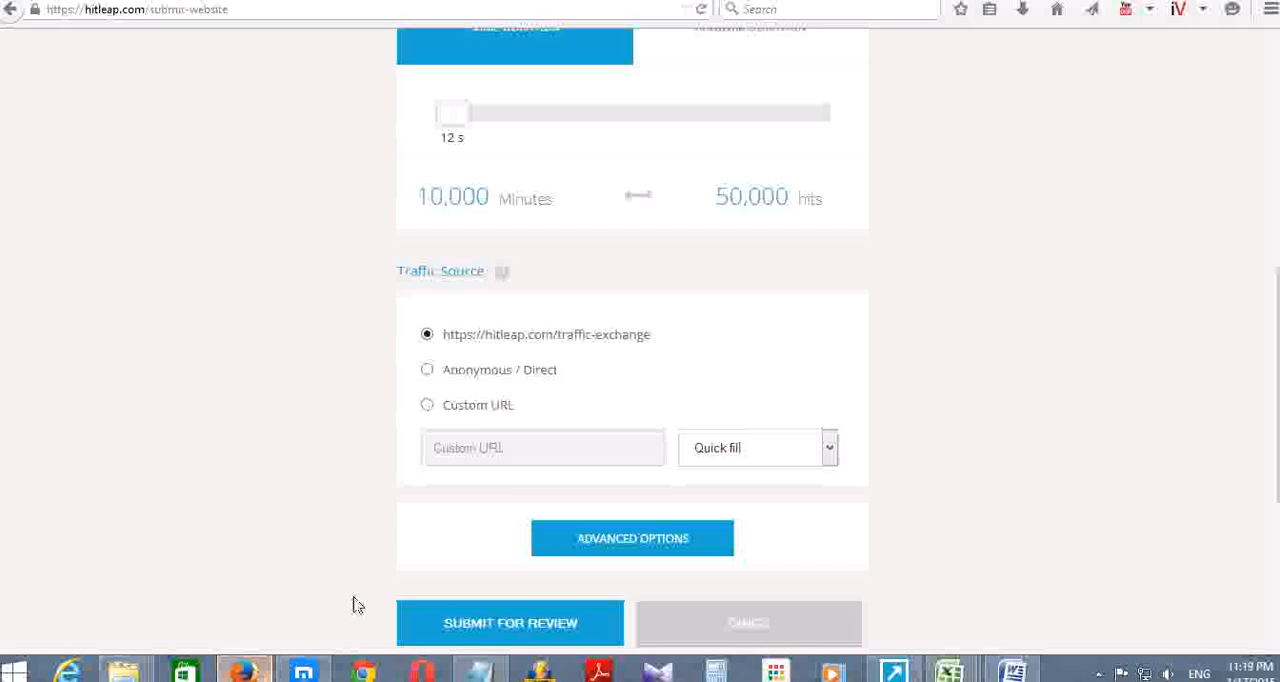 https://hitleap.com/submit-website
Search
12 s
10,000 Minutes
50,000 hits
Traffic Source
https://hitleap.com/traffic-exchange
Anonymous / Direct
Custom URL
Custom URL
Quick fill
ADVANCED OPTIONS
SUBMIT FOR REVIEW
CANCEL
ENG
11:19 PM